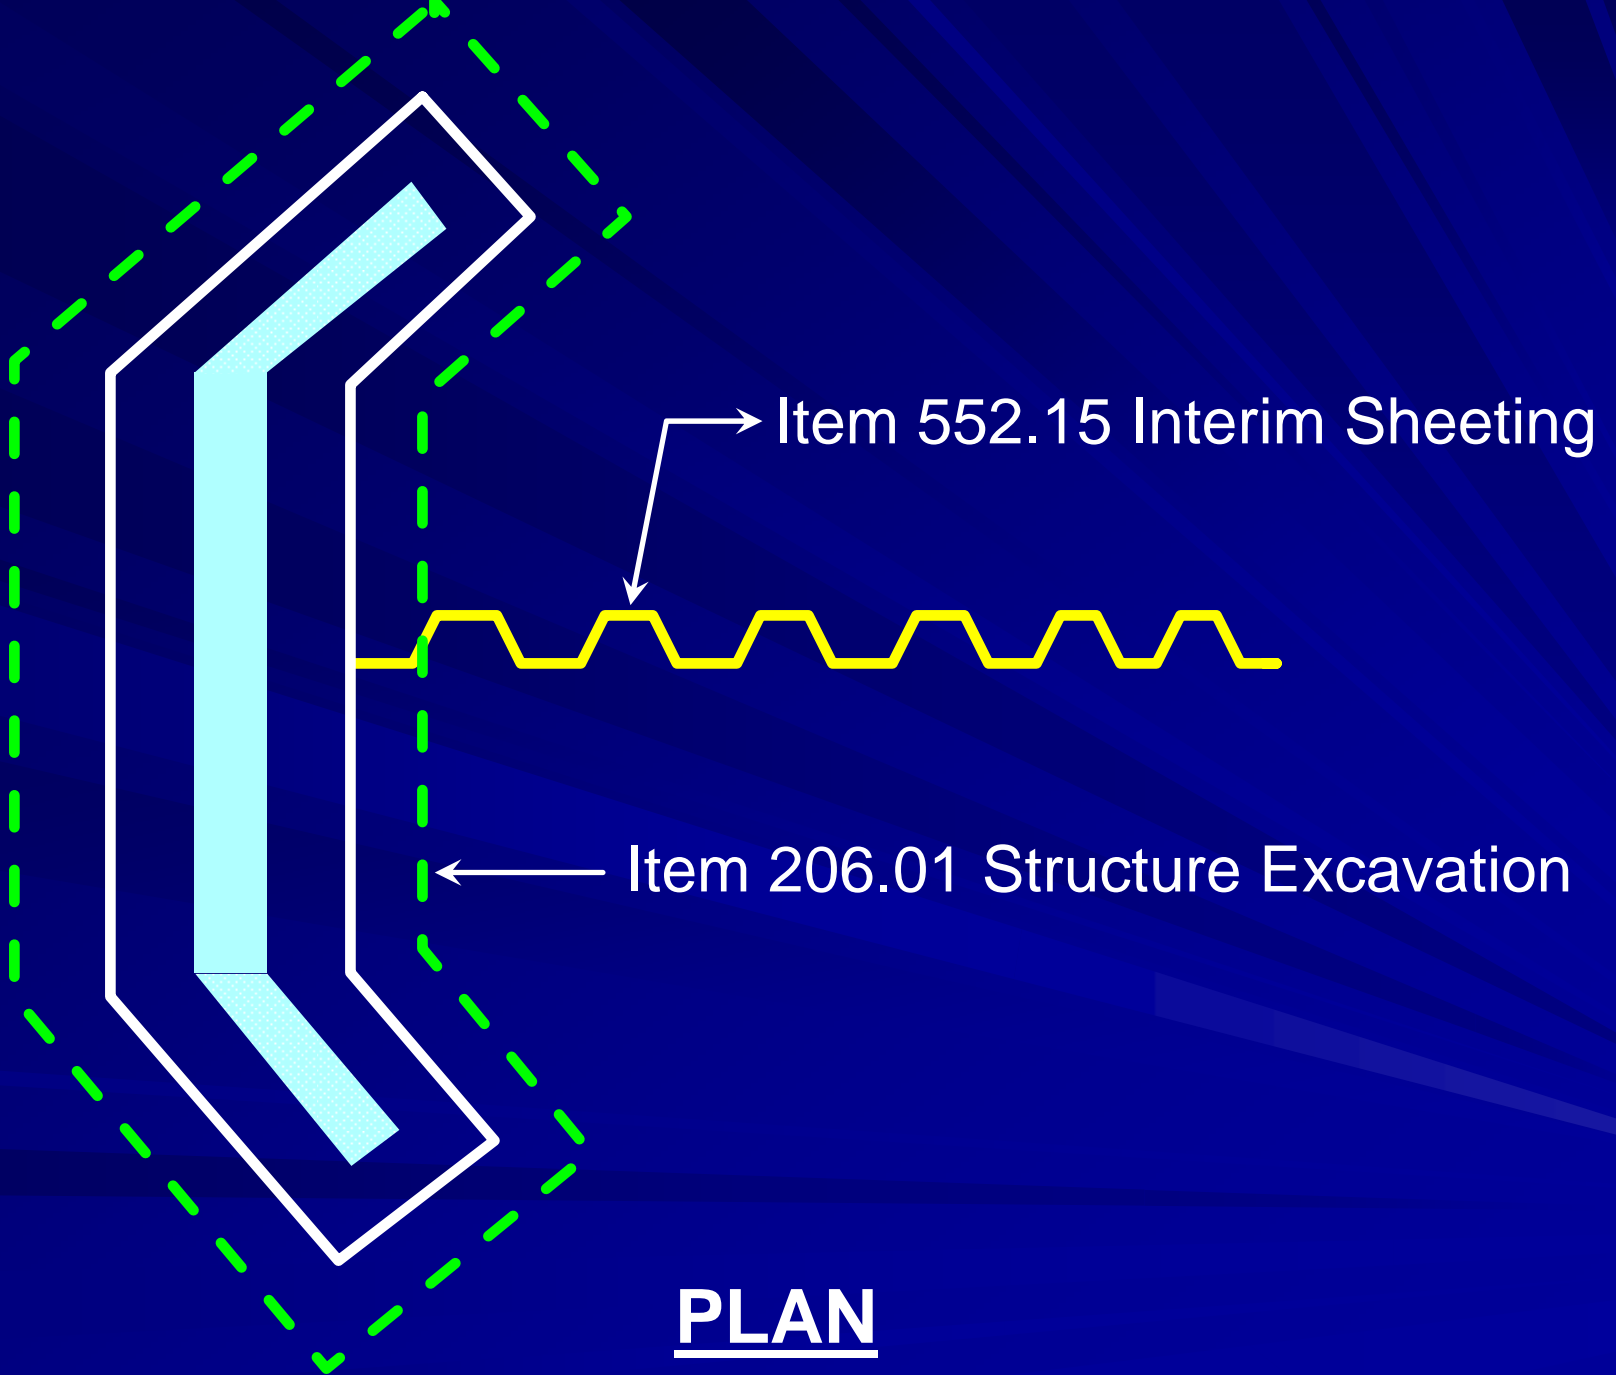 Item 552.15 Interim Sheeting
Item 206.01 Structure Excavation
PLAN